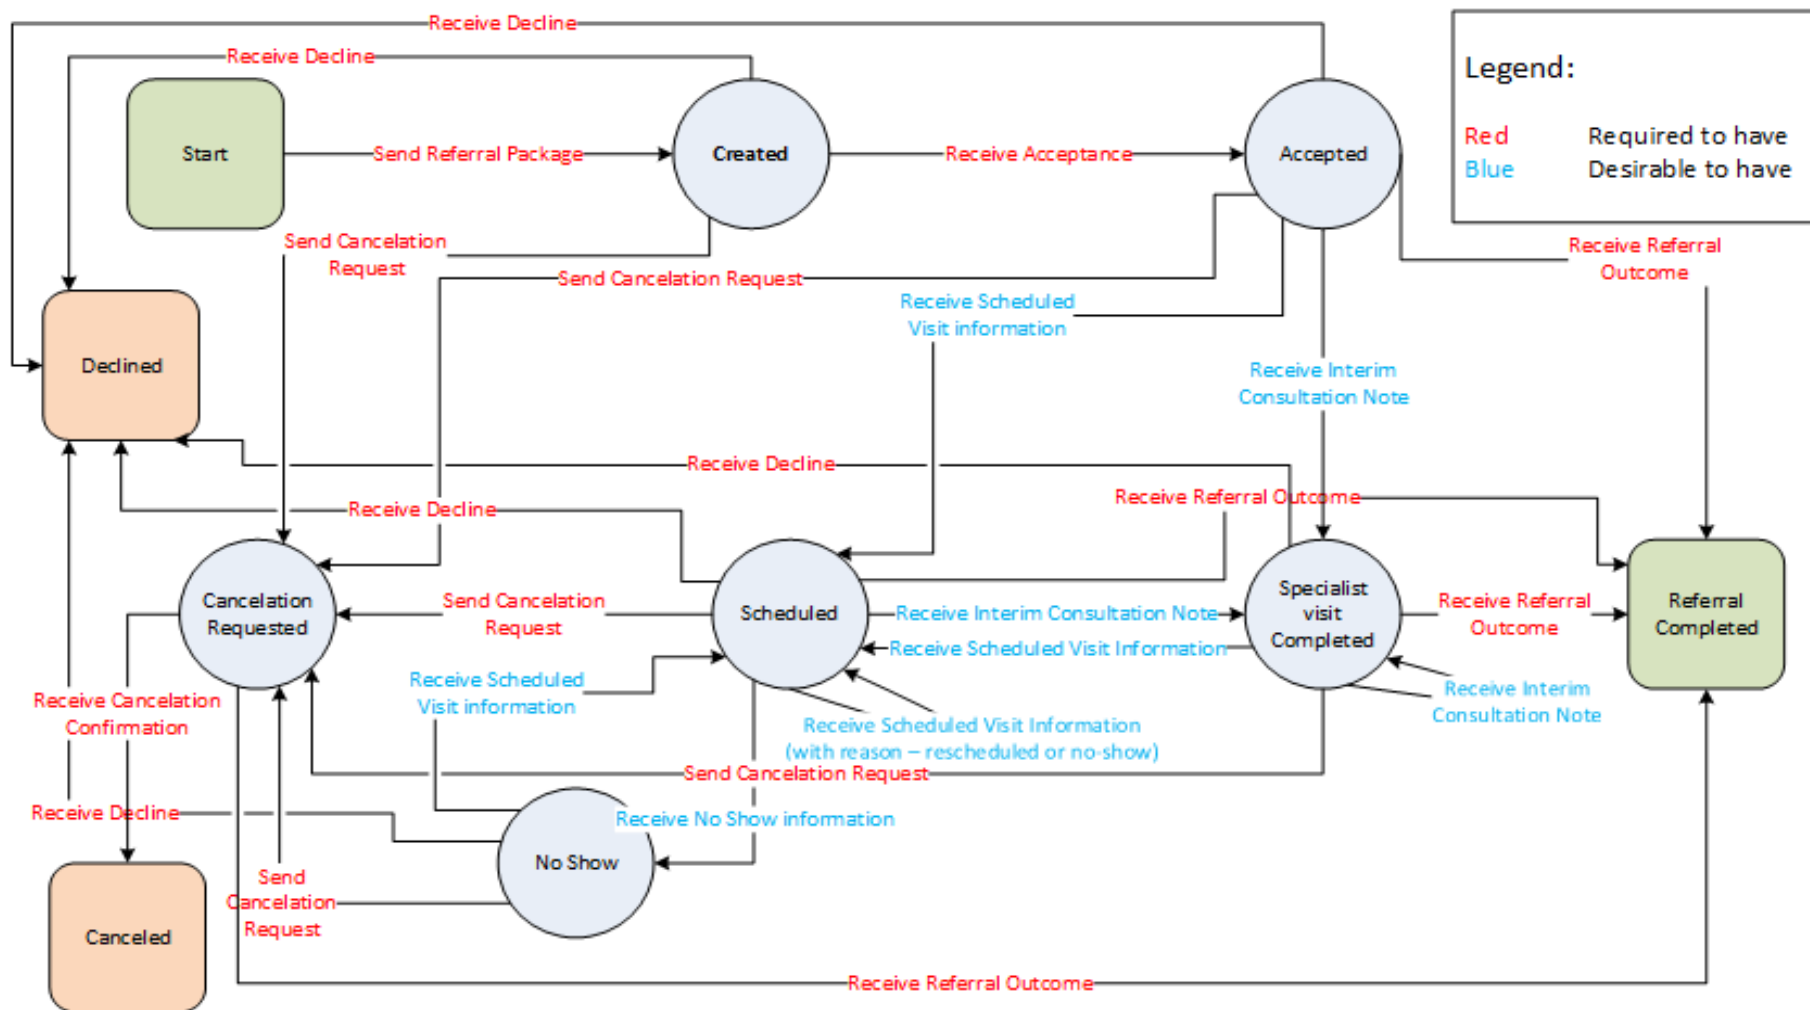 Receive Decline
Receive Decline
Legend:
Red Required to have
Blue Desirable to have
Start
Send Referral Package
Created
Receive Acceptance
Accepted
Send Cancelation
Request
Receive Referral
Outcome
Send Cancelation Request
Receive Scheduled
Visit information
Declined
Receive Interim
Consultation Note
Receive Decline
Receive Referral Outcome
Receive Decline
Cancelation
Requested
Send Cancelation
Request
Scheduled
Receive Interim Consultation Note
Receive Scheduled Visit Information
Specialist
visit
Completed
Receive Referral
Outcome
Referral
Completed
Receive Cancelation
Confirmation
Receive Scheduled
Visit information
Receive Scheduled Visit Information
(with reason – rescheduled or no-show)
Receive Interim
Consultation Note
Send Cancelation Request
Receive Decline
Receive No Show information
No Show
Send
Cancelation
Request
Canceled
Receive Referral Outcome